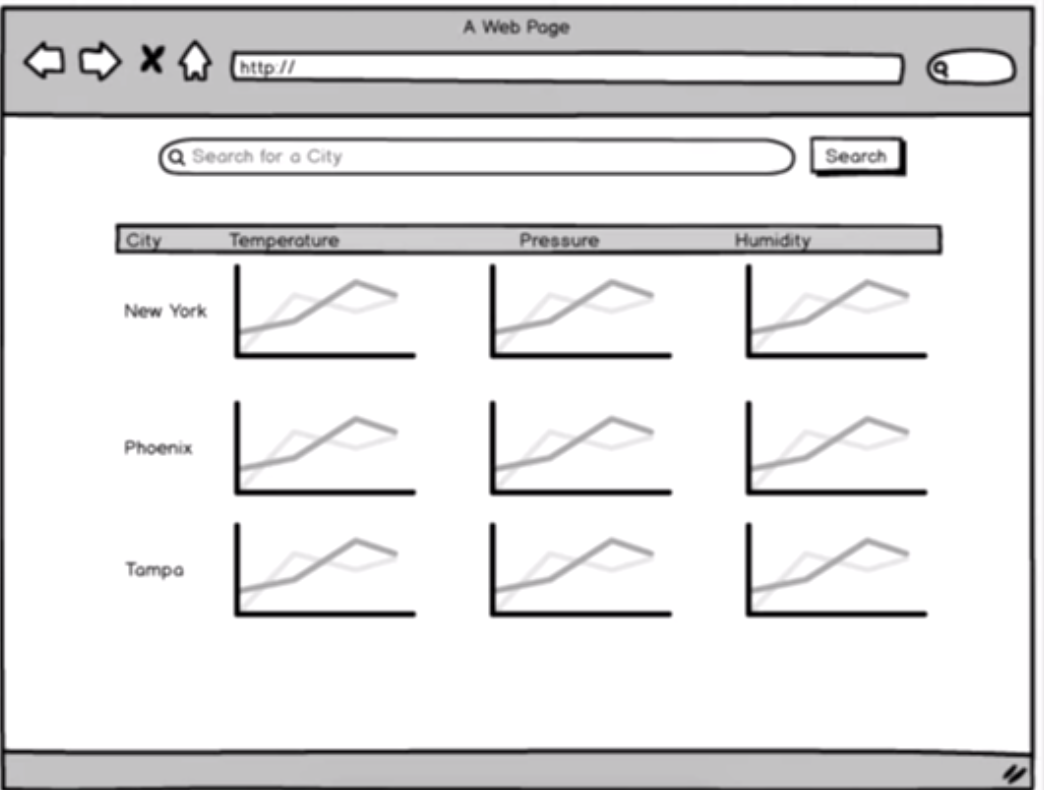 A Web Page
http://
Search for a City
Search
City Temperature Pressure Humidity
New York
Phoenix
Tampa